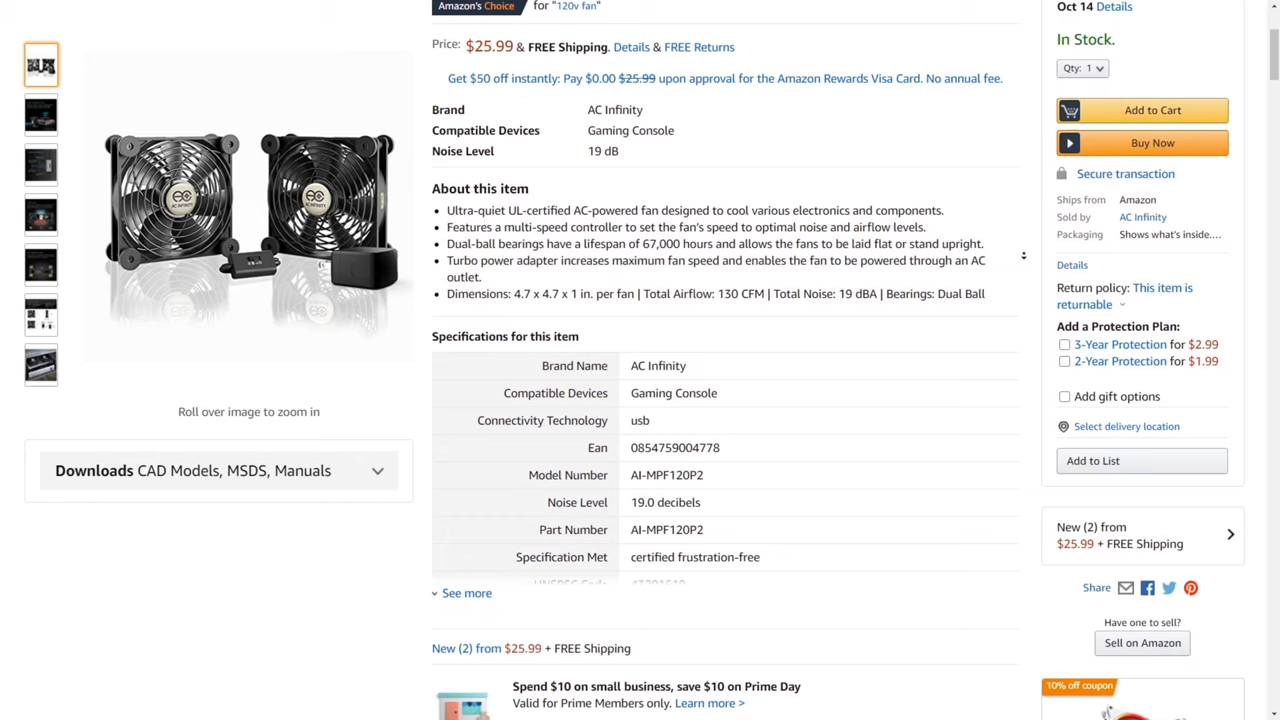 Amazon's Choice for "120v fan"
Price: $25.99 & FREE Shipping. Details & FREE Returns
Get $50 off instantly: Pay $0.00 $25.99 upon approval for the Amazon Rewards Visa Card. No annual fee.
Brand AC Infinity
Compatible Devices Gaming Console
Noise Level 19 dB
About this item
• Ultra-quiet UL-certified AC-powered fan designed to cool various electronics and components.
• Features a multi-speed controller to set the fan's speed to optimal noise and airflow levels.
• Dual-ball bearings have a lifespan of 67,000 hours and allows the fans to be laid flat or stand upright.
• Turbo power adapter increases maximum fan speed and enables the fan to be powered through an AC
outlet.
• Dimensions: 4.7 x 4.7 x 1 in. per fan | Total Airflow: 130 CFM | Total Noise: 19 dBA | Bearings: Dual Ball
Specifications for this item
Brand Name AC Infinity
Compatible Devices Gaming Console
Connectivity Technology usb
Ean 0854759004778
Model Number AI-MPF120P2
Noise Level 19.0 decibels
Part Number AI-MPF120P2
Specification Met certified frustration-free
See more
New (2) from $25.99 + FREE Shipping
Spend $10 on small business, save $10 on Prime Day
Valid for Prime Members only. Learn more >
AC INFINITY
AC INFINITY
Roll over image to zoom in
Downloads CAD Models, MSDS, Manuals
Oct 14 Details
In Stock.
Qty: 1
Add to Cart
Buy Now
Secure transaction
Ships from Amazon
Sold by AC Infinity
Packaging Shows what's inside....
Details
Return policy: This item is
returnable
Add a Protection Plan:
3-Year Protection for $2.99
2-Year Protection for $1.99
Add gift options
Select delivery location
Add to List
New (2) from
$25.99 + FREE Shipping
Share
Have one to sell?
Sell on Amazon
10% off coupon